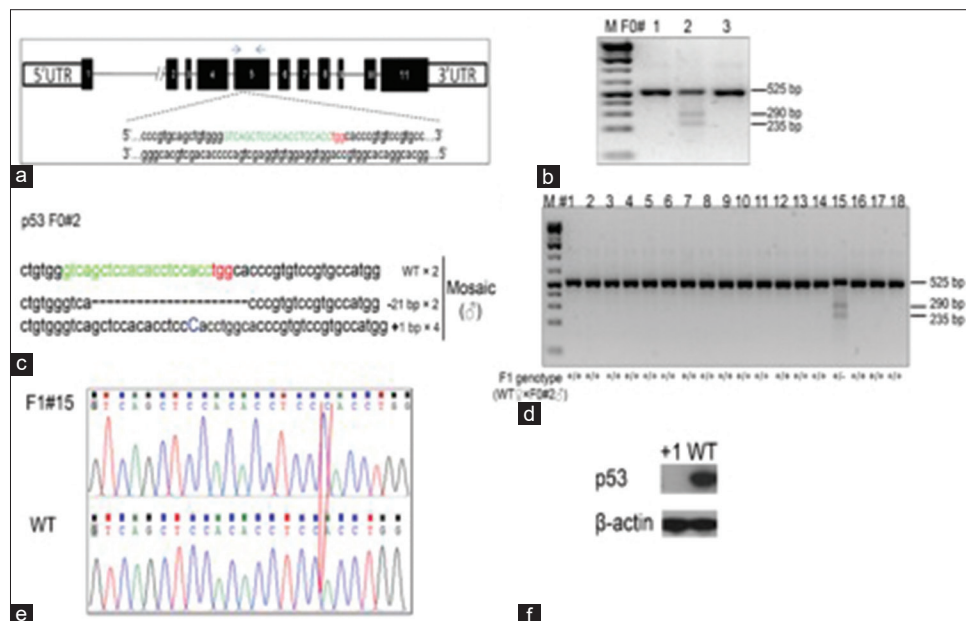 5'UTR 1 2 4 5 6 7 8 11 3'UTR
5' ...cccgtgcagctgtgggGTCAGCTCCACACCTCCACCtggcacccgtgtccgtgcc... 3'
3' ...gggcacgtcgacacccagtcgaggtgtggaggtggaccgtgggcacaggcacgg...5'
a
M F0# 1 2 3
525 bp
290 bp
235 bp
b
p53 F0#2
ctgtgggtcagctccacacctccacctggcacccgtgtccgtgccatgg WT × 2
ctgtgggtca---------------------cccgtgtccgtgccatgg -21 bp × 2
ctgtgggtcagctccacacctccCacctggcacccgtgtccgtgccatgg +1 bp × 4
Mosaic
(♂)
c
M #1 2 3 4 5 6 7 8 9 10 11 12 13 14 15 16 17 18
525 bp
290 bp
235 bp
F1 genotype +/+ +/+ +/+ +/+ +/+ +/+ +/+ +/+ +/+ +/+ +/+ +/+ +/+ +/+ +/- +/+ +/+ +/+
(WT♀×F0#2♂)
d
F1#15
G T C A G C T C C A C A C C T C C C A C C T G G
WT
G T C A G C T C C A C A C C T C C A C C T G G
e
+1 WT
p53
β-actin
f